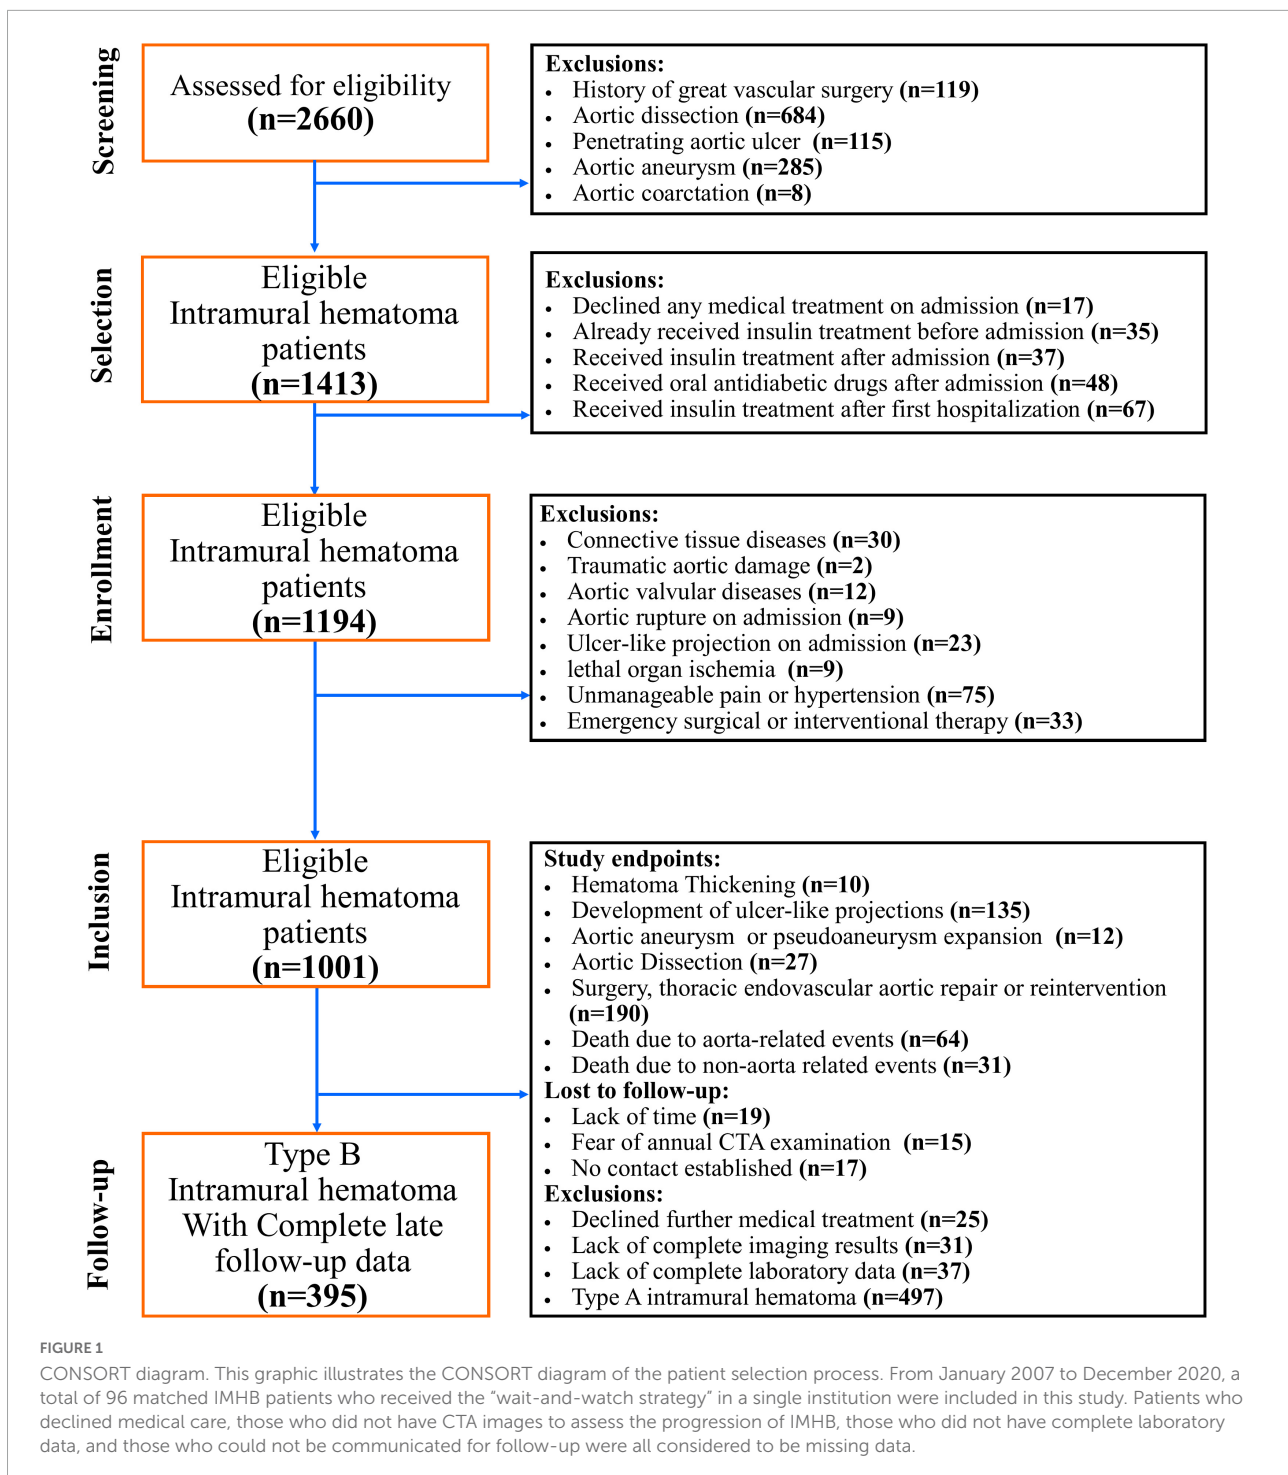 Screening
Assessed for eligibility
(n=2660)
Exclusions:
• History of great vascular surgery (n=119)
• Aortic dissection (n=684)
• Penetrating aortic ulcer (n=115)
• Aortic aneurysm (n=285)
• Aortic coarctation (n=8)
Selection
Eligible
Intramural hematoma
patients
(n=1413)
Exclusions:
• Declined any medical treatment on admission (n=17)
• Already received insulin treatment before admission (n=35)
• Received insulin treatment after admission (n=37)
• Received oral antidiabetic drugs after admission (n=48)
• Received insulin treatment after first hospitalization (n=67)
Enrollment
Eligible
Intramural hematoma
patients
(n=1194)
Exclusions:
• Connective tissue diseases (n=30)
• Traumatic aortic damage (n=2)
• Aortic valvular diseases (n=12)
• Aortic rupture on admission (n=9)
• Ulcer-like projection on admission (n=23)
• lethal organ ischemia (n=9)
• Unmanageable pain or hypertension (n=75)
• Emergency surgical or interventional therapy (n=33)
Inclusion
Eligible
Intramural hematoma
patients
(n=1001)
Study endpoints:
• Hematoma Thickening (n=10)
• Development of ulcer-like projections (n=135)
• Aortic aneurysm or pseudoaneurysm expansion (n=12)
• Aortic Dissection (n=27)
• Surgery, thoracic endovascular aortic repair or reintervention
(n=190)
• Death due to aorta-related events (n=64)
• Death due to non-aorta related events (n=31)
Lost to follow-up:
• Lack of time (n=19)
• Fear of annual CTA examination (n=15)
• No contact established (n=17)
Exclusions:
• Declined further medical treatment (n=25)
• Lack of complete imaging results (n=31)
• Lack of complete laboratory data (n=37)
• Type A intramural hematoma (n=497)
Follow-up
Type B
Intramural hematoma
With Complete late
follow-up data
(n=395)
FIGURE 1
CONSORT diagram. This graphic illustrates the CONSORT diagram of the patient selection process. From January 2007 to December 2020, a
total of 96 matched IMHB patients who received the “wait-and-watch strategy” in a single institution were included in this study. Patients who
declined medical care, those who did not have CTA images to assess the progression of IMHB, those who did not have complete laboratory
data, and those who could not be communicated for follow-up were all considered to be missing data.